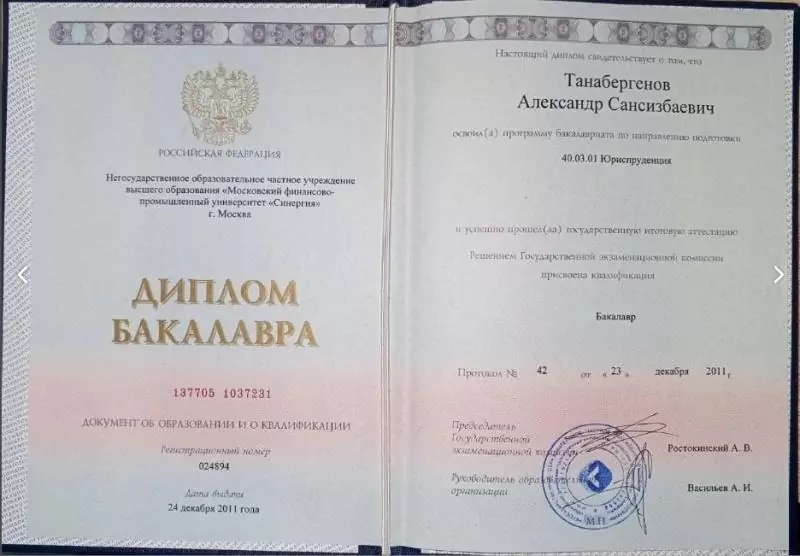 РОССИЙСКАЯ ФЕДЕРАЦИЯ
Негосударственное образовательное частное учреждение
высшего образования «Московский финансово-
промышленный университет «Синергия»
г. Москва
ДИПЛОМ
БАКАЛАВРА
137705 1037231
ДОКУМЕНТ ОБ ОБРАЗОВАНИИ И О КВАЛИФИКАЦИИ
Регистрационный номер
024894
Дата выдачи
24 декабря 2011 года
Настоящий диплом свидетельствует о том, что
Танабергенов
Александр Сансизбаевич
освоил(а) программу бакалавриата по направлению подготовки
40.03.01 Юриспруденция
и успешно прошел(ла) государственную итоговую аттестацию
Решением Государственной экзаменационной комиссии
присвоена квалификация
Бакалавр
Протокол № 42 от « 23 » декабря 2011 г
Председатель
Государственной
экзаменационной комиссии
Ростокинский А. В.
Руководитель образовательной
организации
Васильев А. И.
М.П